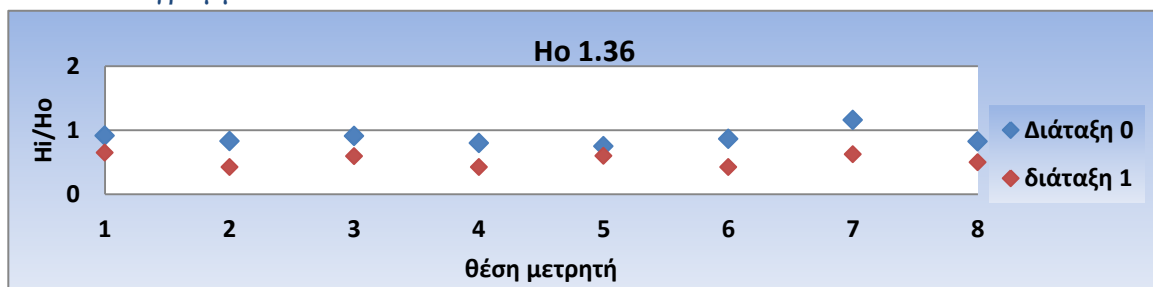 Ho 1.36
2
1
0
Hi/Ho
1 2 3 4 5 6 7 8
θέση μετρητή
Διάταξη 0
διάταξη 1